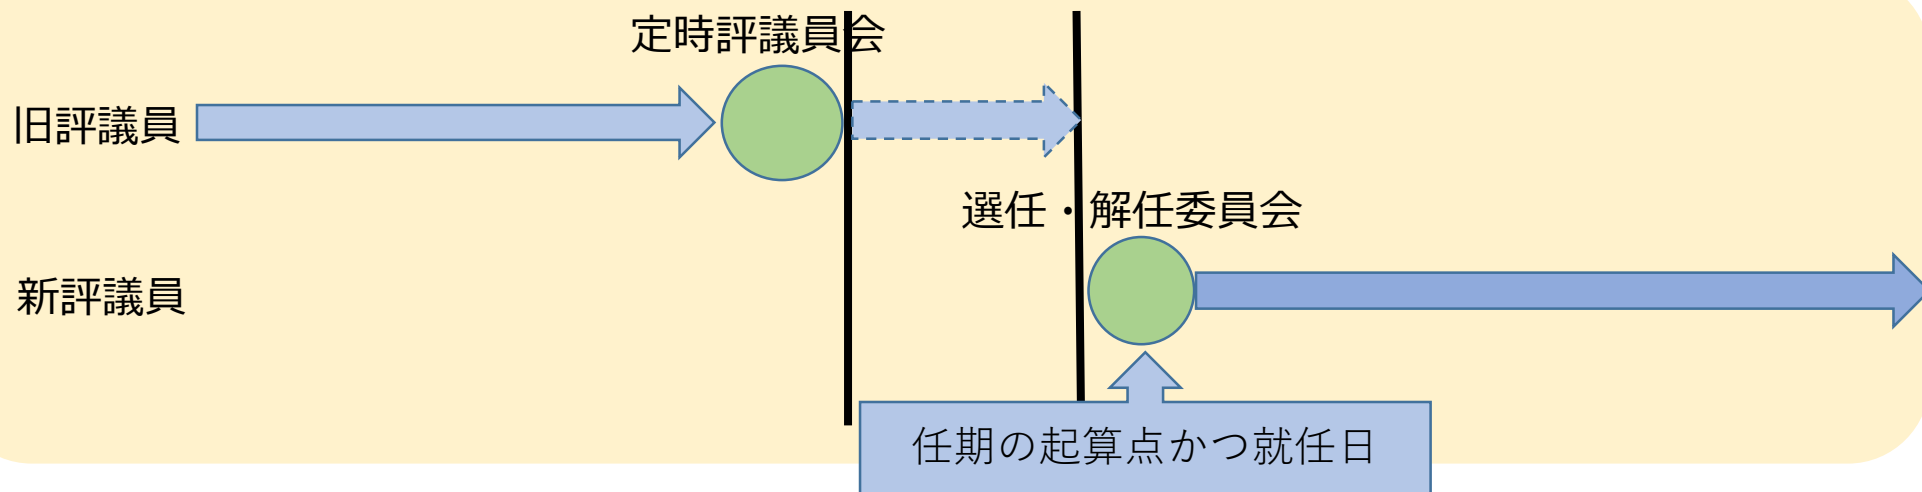 定時評議員会
旧評議員
選任・解任委員会
新評議員
任期の起算点かつ就任日